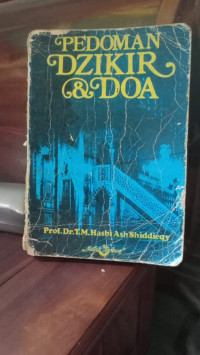 PEDOMAN
DZIKIR
& DOA
Prof. Dr. T.M. Hasbi Ash Shiddieqy